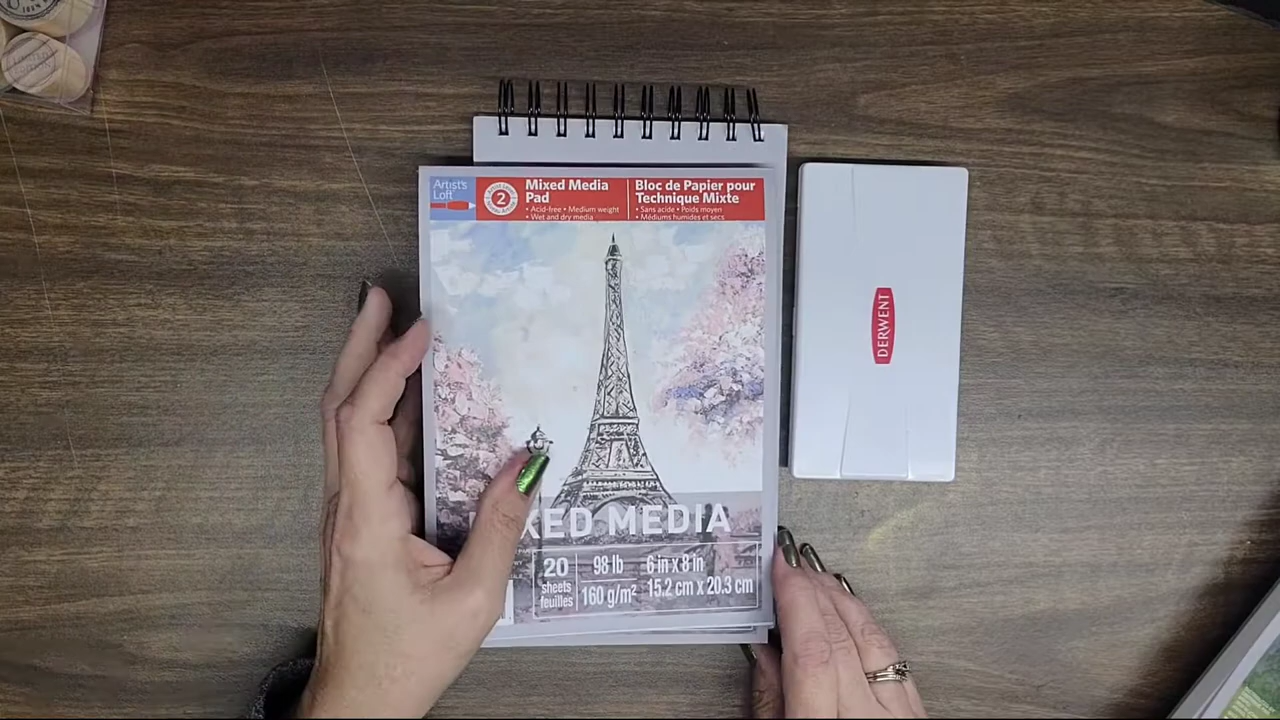 Artist's
Loft
2
Mixed Media
Pad
• Acid-free • Medium weight
• Wet and dry media
Bloc de Papier pour
Technique Mixte
• Sans acide • Poids moyen
• Médiums humides et secs
DERWENT
XED MEDIA
20
sheets
feuilles
98 lb
160 g/m²
6 in x 8 in
15.2 cm x 20.3 cm